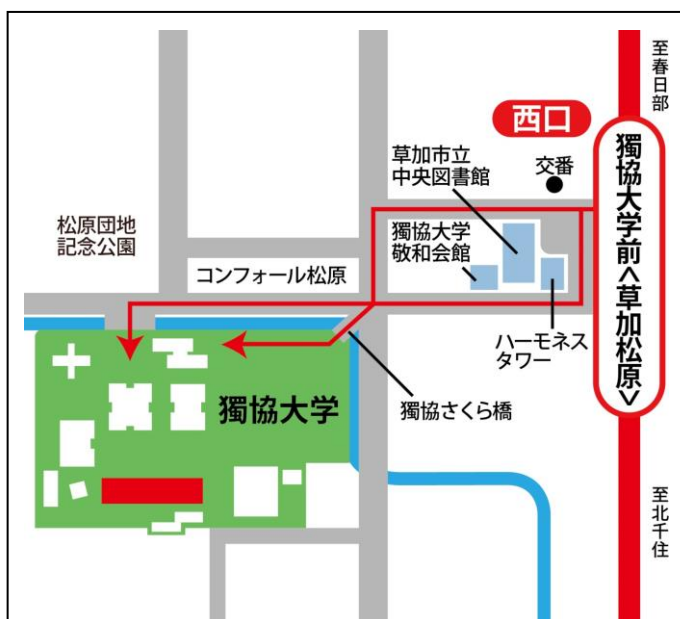 至春日部
西口
獨協大学前<草加松原>
交番
草加市立
中央図書館
松原団地
記念公園
獨協大学
敬和会館
コンフォール松原
ハーモネス
タワー
獨協大学
獨協さくら橋
至北千住